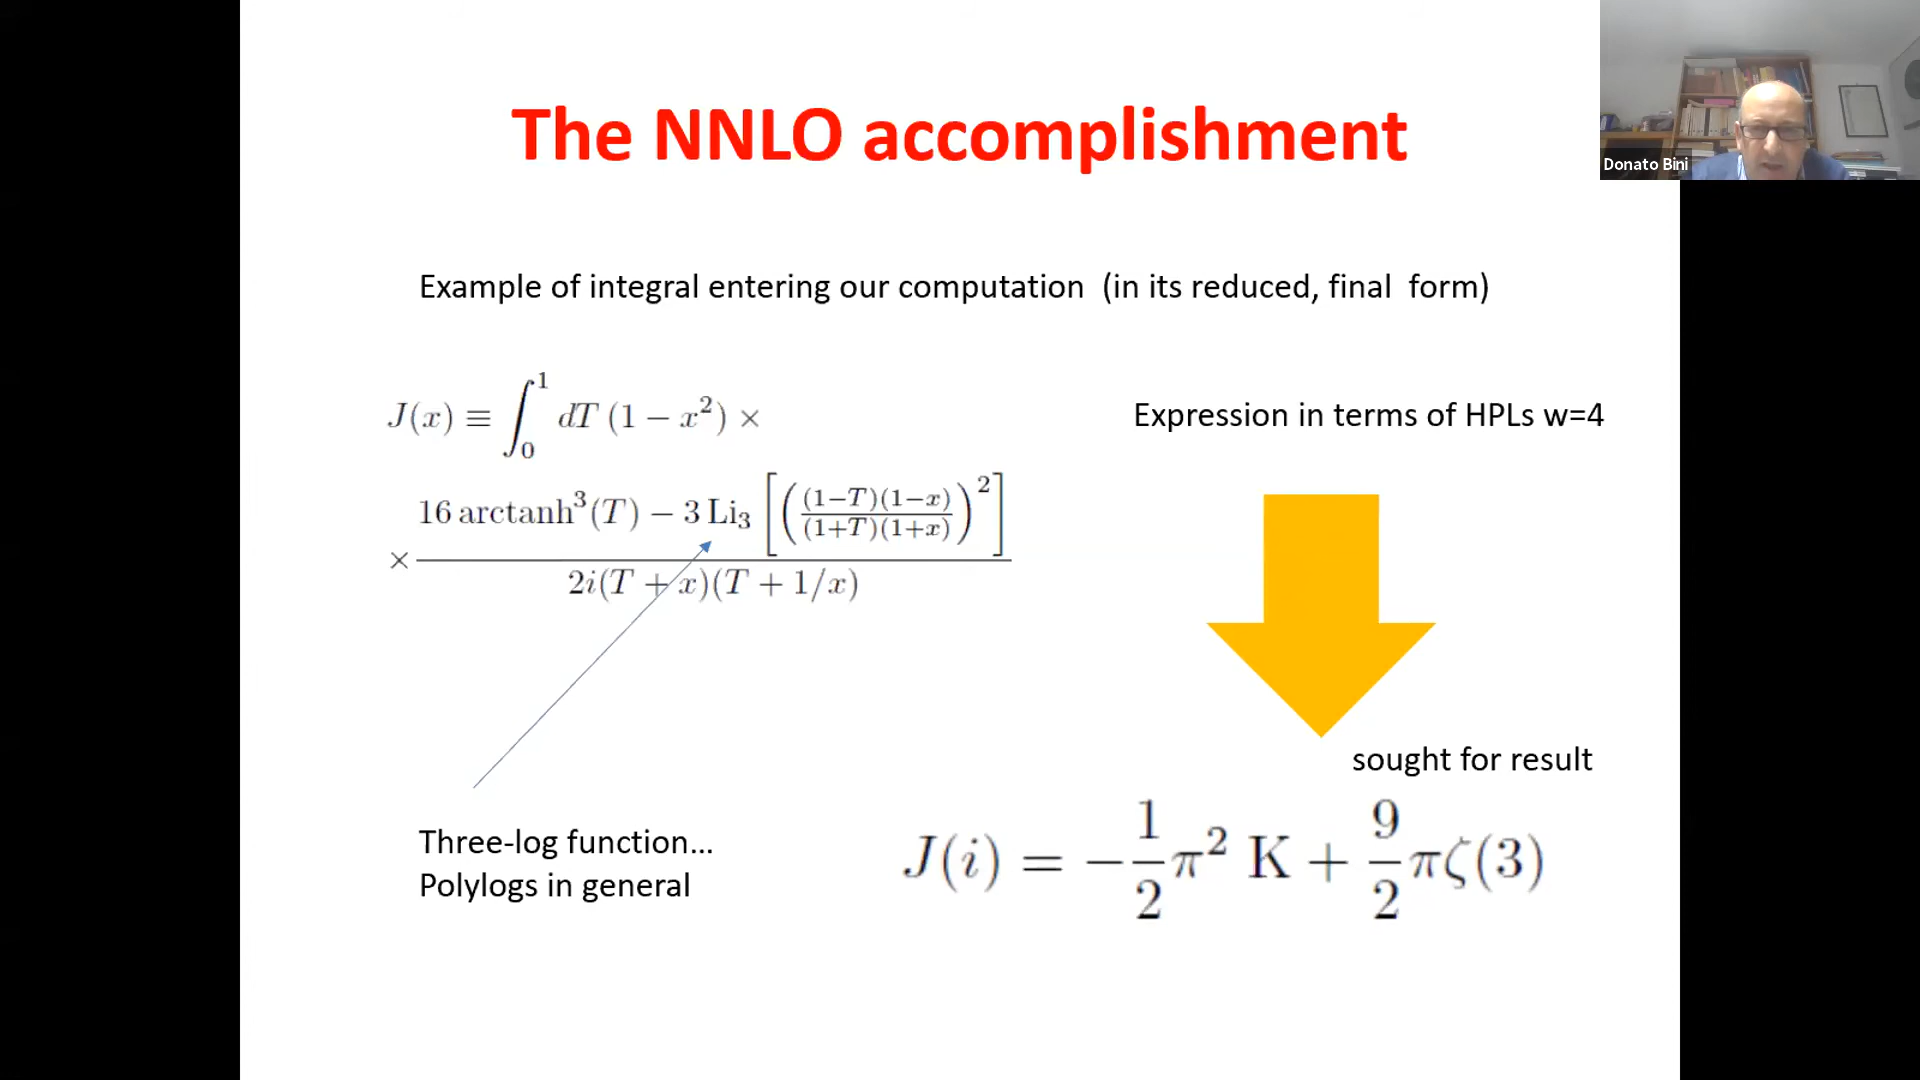 The NNLO accomplishment
Donato Bini
Example of integral entering our computation (in its reduced, final form)
J(x) ≡ ∫₀¹ dT (1 − x²) ×
× (16 arctanh³(T) − 3 Li₃ [((1−T)(1−x) / (1+T)(1+x))²]) / (2i(T + x)(T + 1/x))
Expression in terms of HPLs w=4
sought for result
J(i) = −1/2 π² K + 9/2 πζ(3)
Three-log function...
Polylogs in general